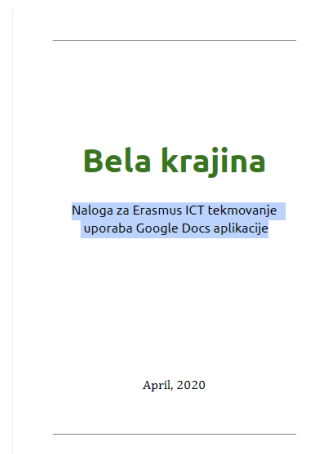 Bela krajina
Naloga za Erasmus ICT tekmovanje
uporaba Google Docs aplikacije
April, 2020